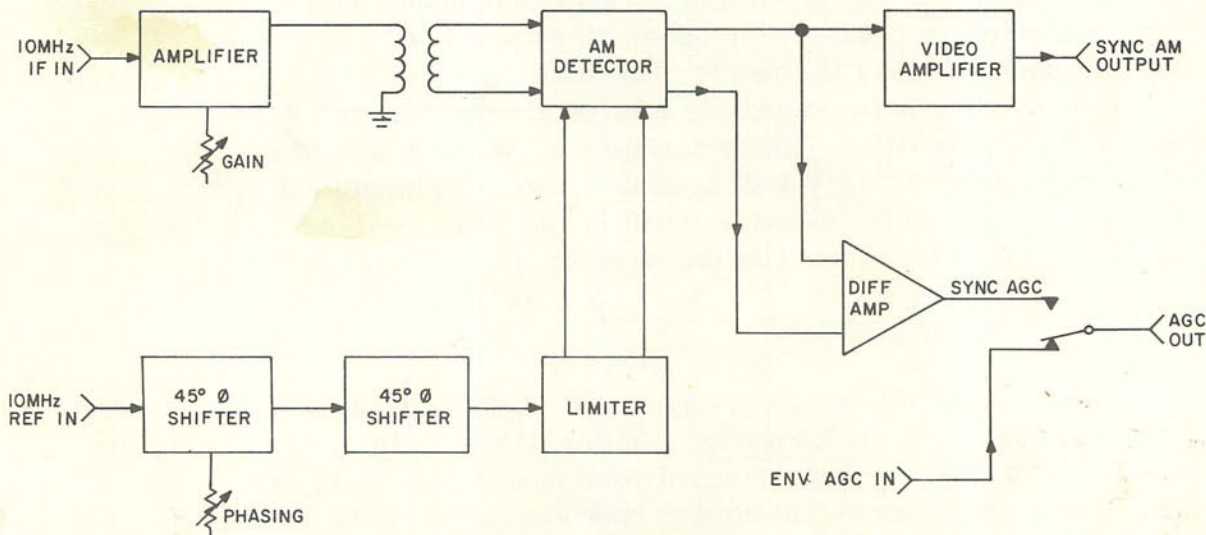 10MHz
IF IN
AMPLIFIER
GAIN
AM
DETECTOR
VIDEO
AMPLIFIER
SYNC AM
OUTPUT
DIFF
AMP
SYNC AGC
AGC
OUT
10MHz
REF IN
45° Ø
SHIFTER
45° Ø
SHIFTER
LIMITER
PHASING
ENV AGC IN